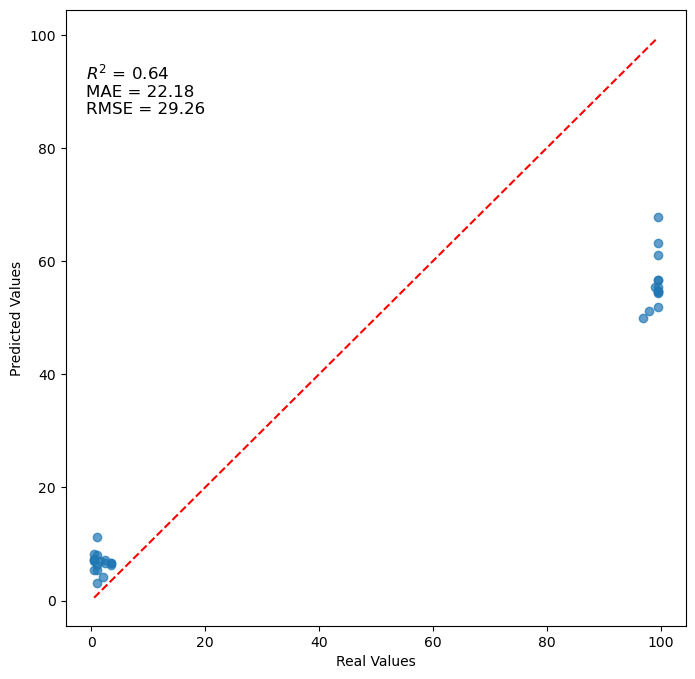 100
80
60
40
20
0
R² = 0.64
MAE = 22.18
RMSE = 29.26
Predicted Values
0 20 40 60 80 100
Real Values